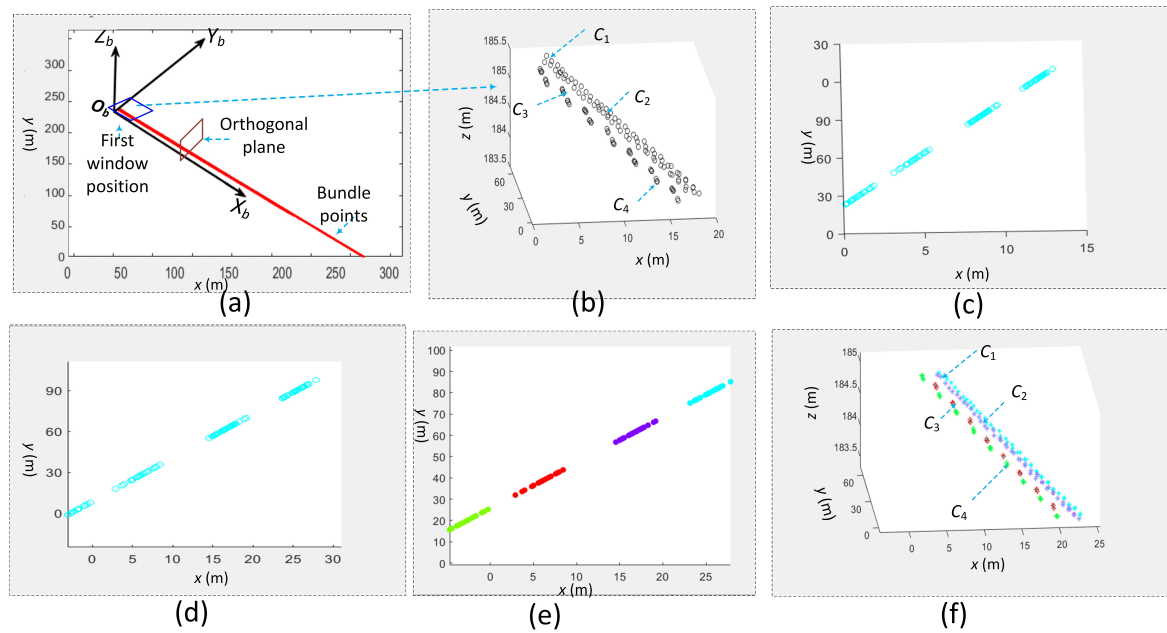 Z_b
Y_b
O_b
X_b
First
window
position
Orthogonal
plane
Bundle
points
350
300
250
200
150
100
50
0
y (m)
0 50 100 150 200 250 300
x (m)
(a)
C_1
C_2
C_3
C_4
185.5
185
184.5
184
183.5
z (m)
60
30
0
y (m)
0 5 10 15 20
x (m)
(b)
30
0
90
60
30
0
y (m)
0 5 10 15
x (m)
(c)
90
60
30
0
y (m)
0 5 10 15 20 25 30
x (m)
(d)
100
90
80
70
60
50
40
30
20
10
0
y (m)
0 5 10 15 20 25
x (m)
(e)
C_1
C_2
C_3
C_4
185
184.5
184
183.5
z (m)
60
30
0
y (m)
0 5 10 15 20 25
x (m)
(f)